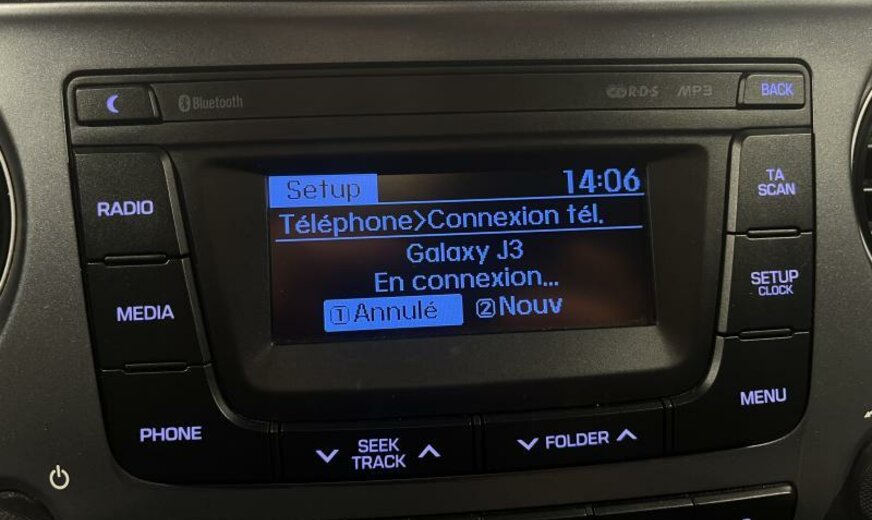 Bluetooth
RDS MP3
BACK
RADIO
MEDIA
PHONE
Setup 14:06
Téléphone>Connexion tél.
Galaxy J3
En connexion...
1 Annulé 2 Nouv
TA
SCAN
SETUP
CLOCK
MENU
SEEK
TRACK
FOLDER